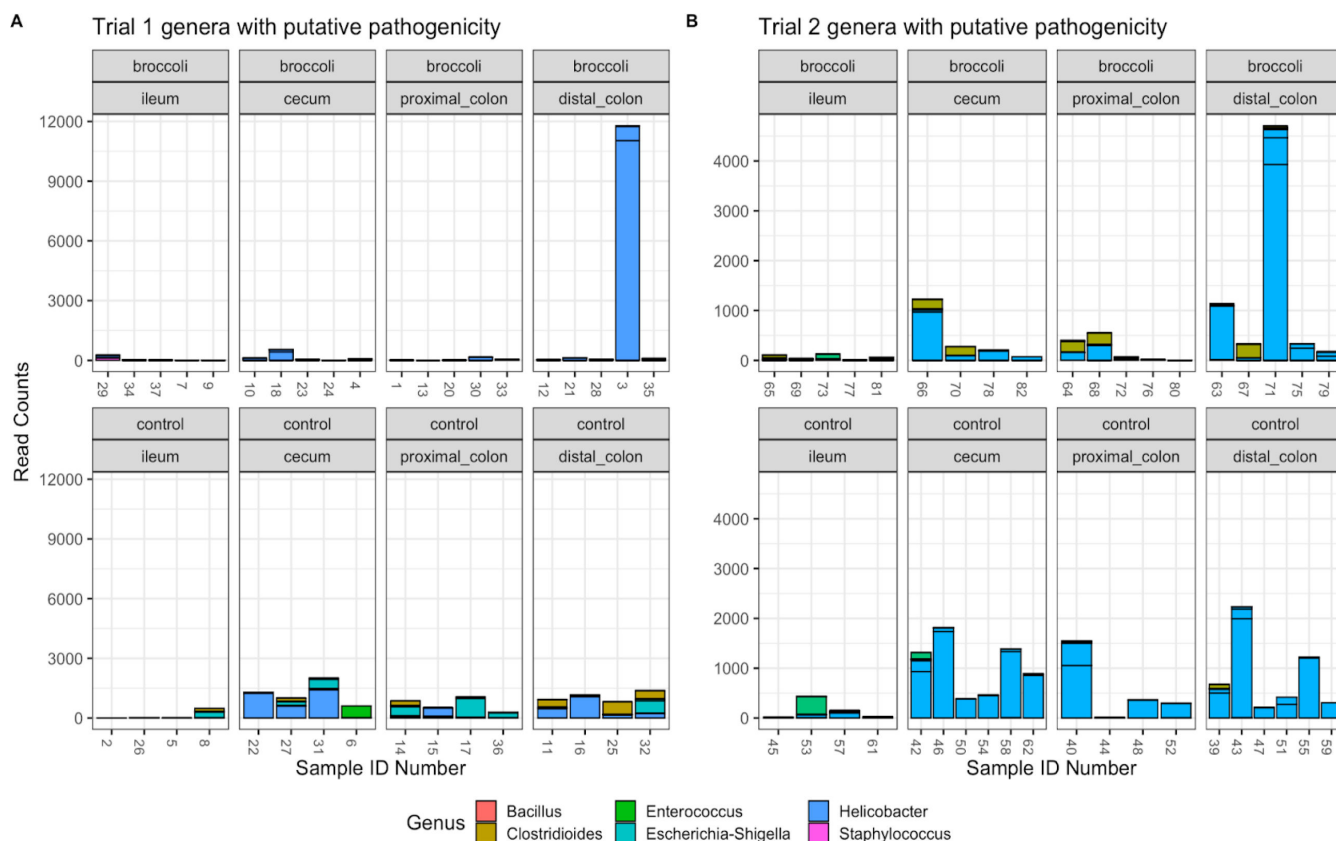 A
Trial 1 genera with putative pathogenicity
broccoli broccoli broccoli broccoli
ileum cecum proximal_colon distal_colon
12000
9000
6000
3000
0
29 34 37 7 9 10 18 23 24 4 1 13 20 30 33 12 21 28 3 35
control control control control
ileum cecum proximal_colon distal_colon
12000
9000
6000
3000
0
2 26 5 8 22 27 31 6 14 15 17 36 11 16 25 32
Read Counts
Sample ID Number
B
Trial 2 genera with putative pathogenicity
broccoli broccoli broccoli broccoli
ileum cecum proximal_colon distal_colon
4000
3000
2000
1000
0
65 69 73 77 81 66 70 78 82 64 68 72 76 80 63 67 71 75 79
control control control control
ileum cecum proximal_colon distal_colon
4000
3000
2000
1000
0
45 53 57 61 42 46 50 54 58 62 40 44 48 52 39 43 47 51 55 59
Sample ID Number
Genus
Bacillus Enterococcus Helicobacter
Clostridioides Escherichia-Shigella Staphylococcus